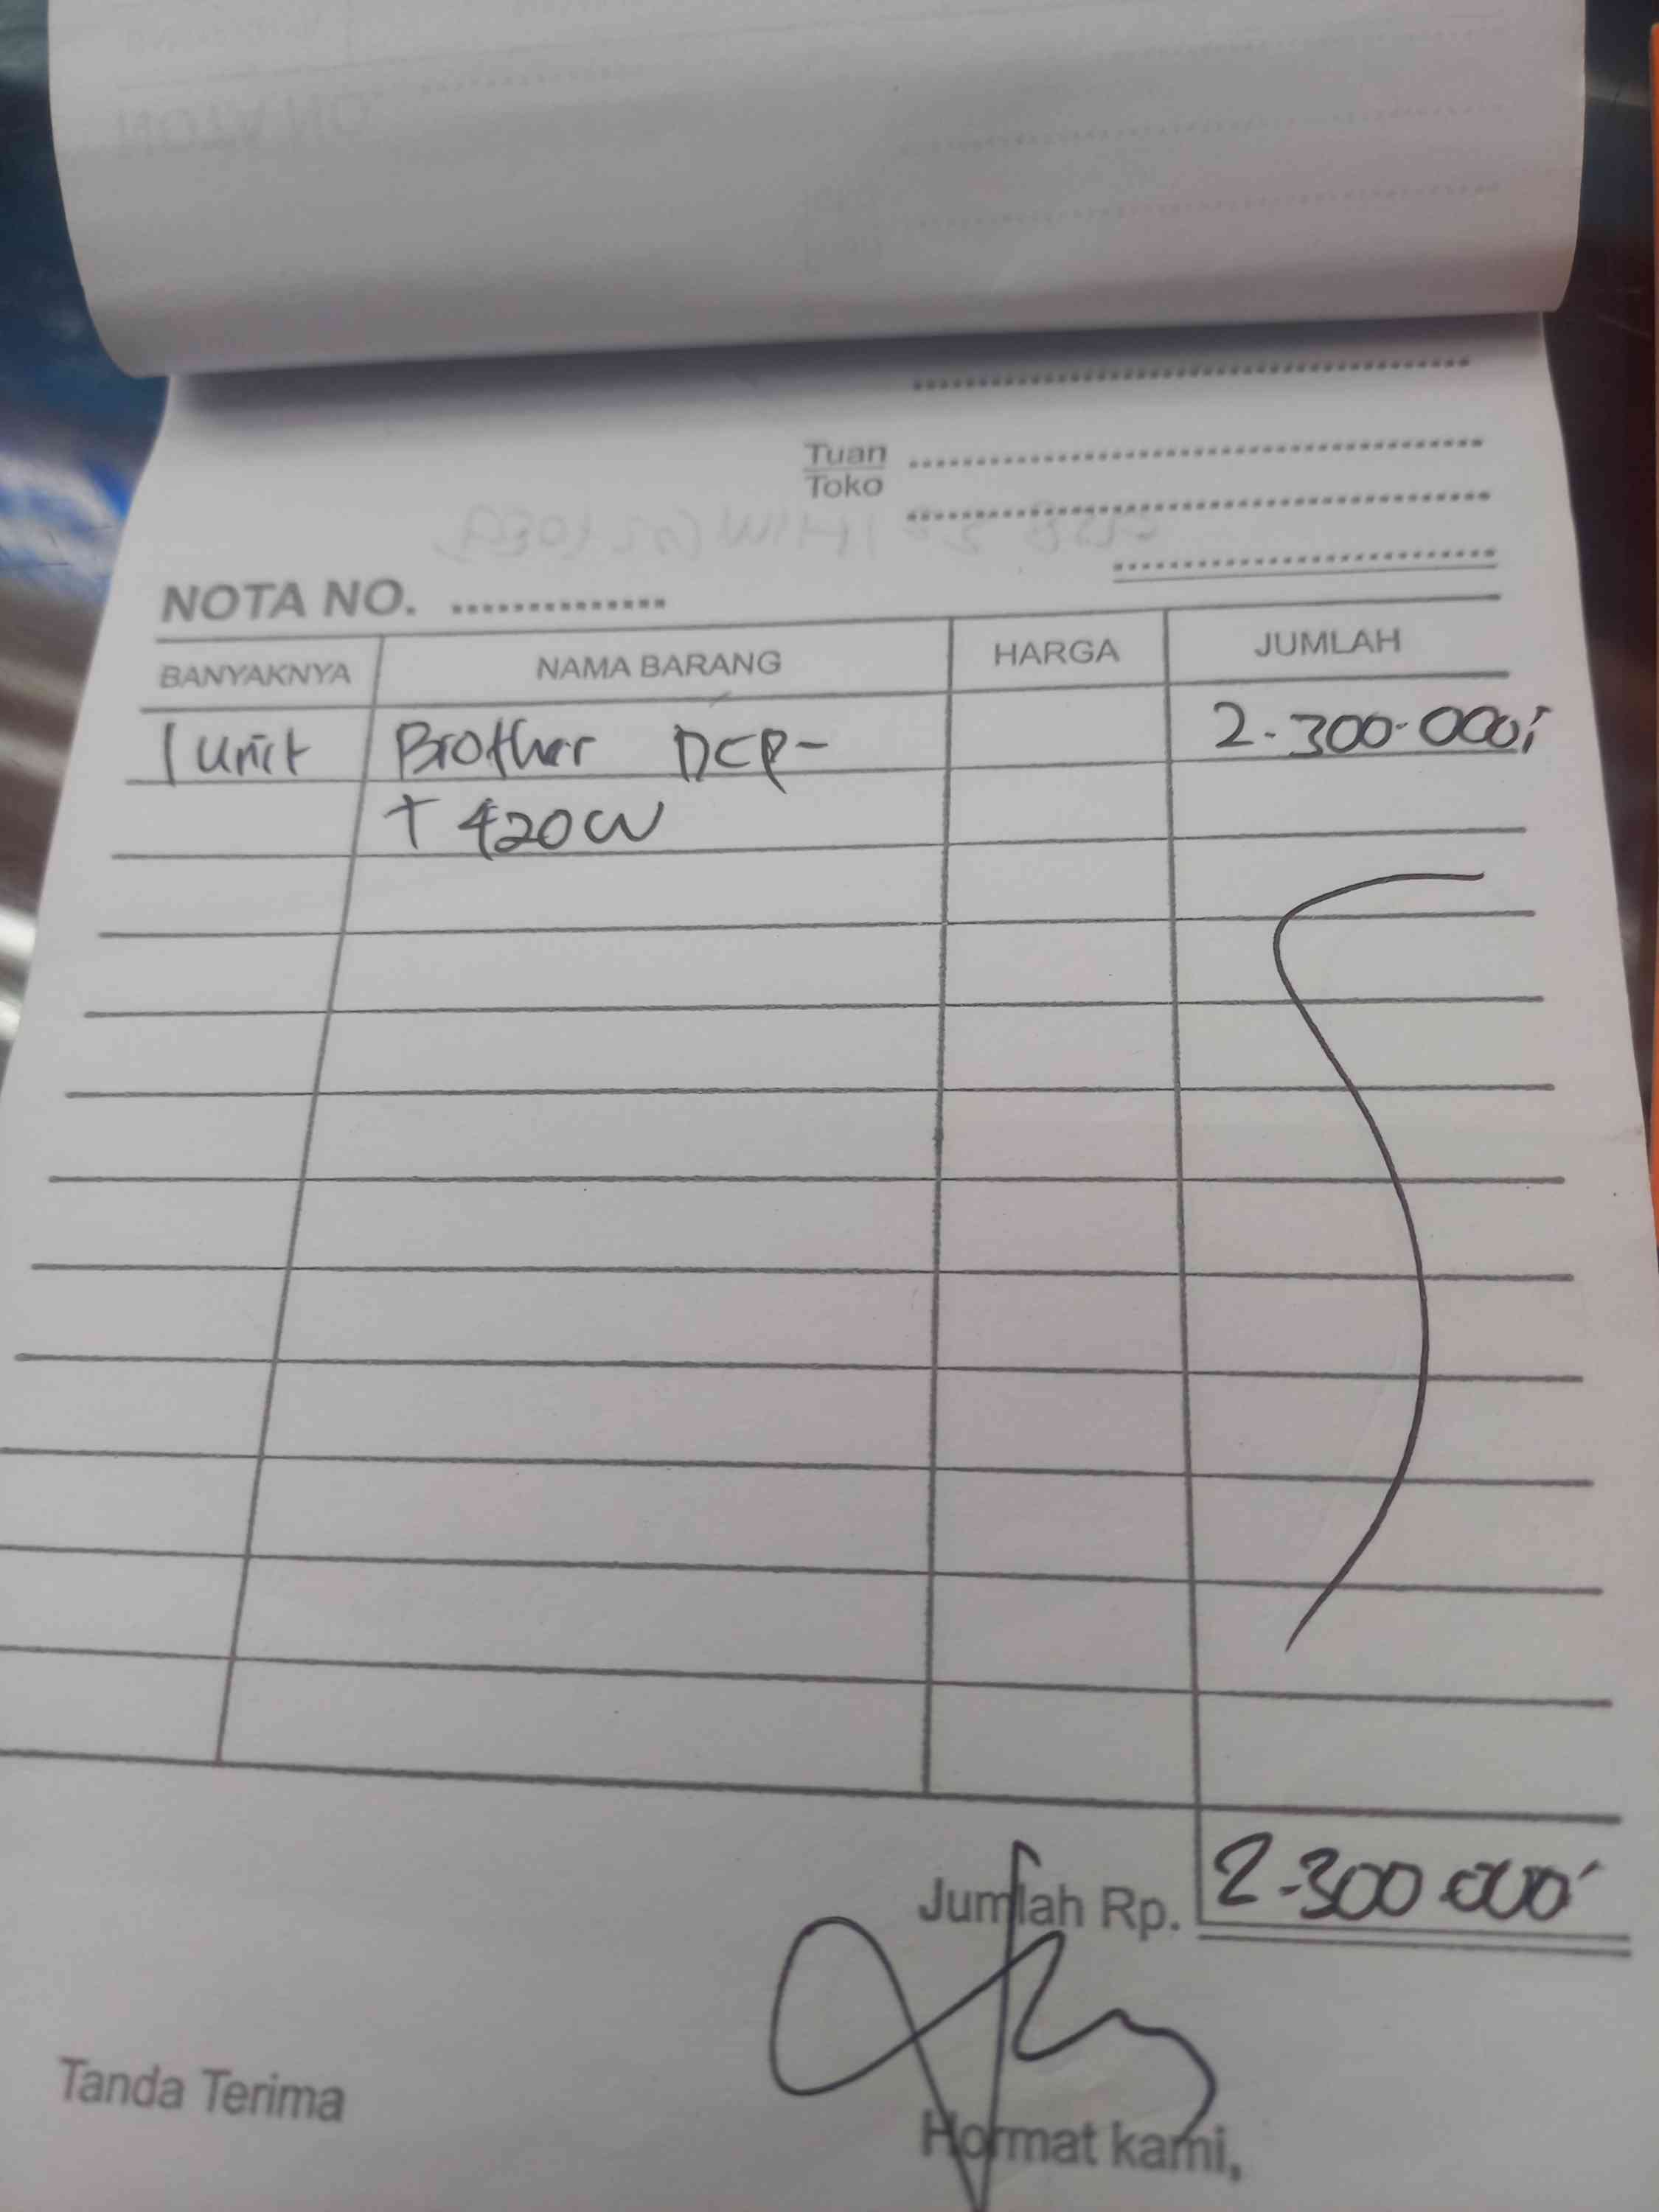 Tuan
Toko
NOTA NO. ..............
BANYAKNYA NAMA BARANG HARGA JUMLAH
1 unit Brother DCP- 2.300.000,
T 420W
Jumlah Rp. 2.300.000
Tanda Terima
Hormat kami,